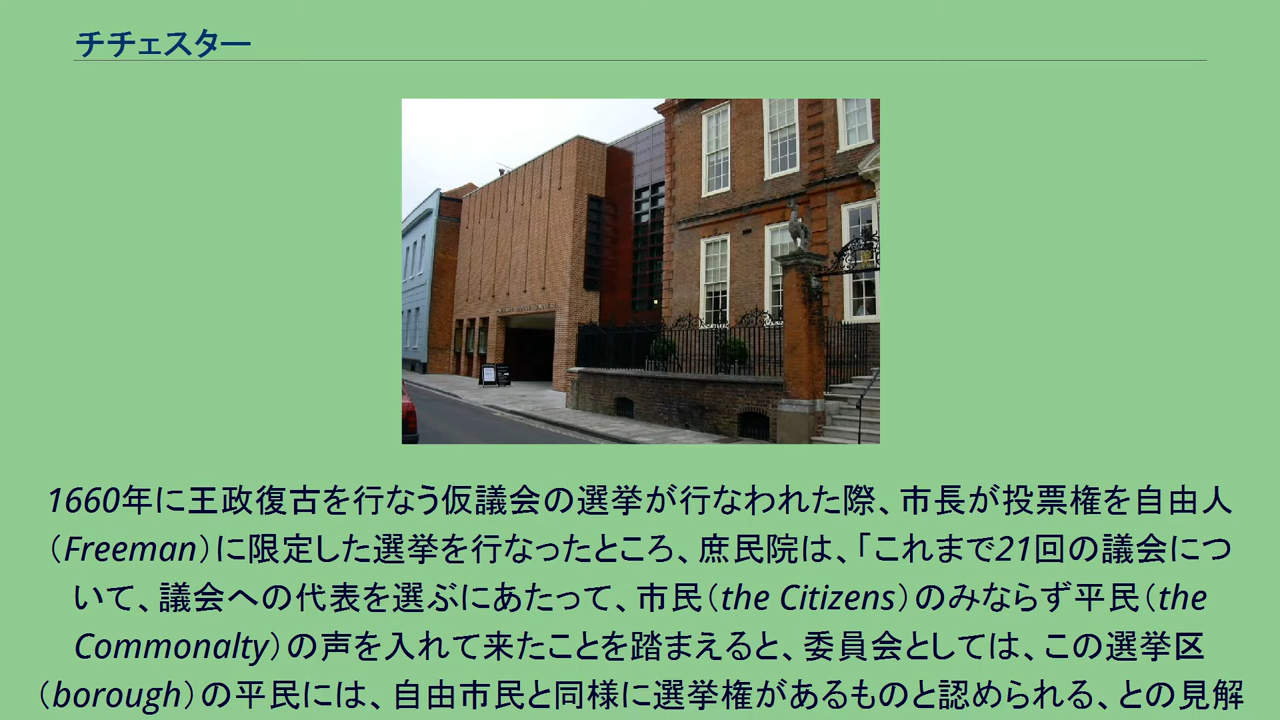 チチェスター
1660年に王政復古を行なう仮議会の選挙が行なわれた際、市長が投票権を自由人
（Freeman）に限定した選挙を行なったところ、庶民院は、「これまで21回の議会につ
いて、議会への代表を選ぶにあたって、市民（the Citizens）のみならず平民（the
Commonalty）の声を入れて来たことを踏まえると、委員会としては、この選挙区
（borough）の平民には、自由市民と同様に選挙権があるものと認められる、との見解